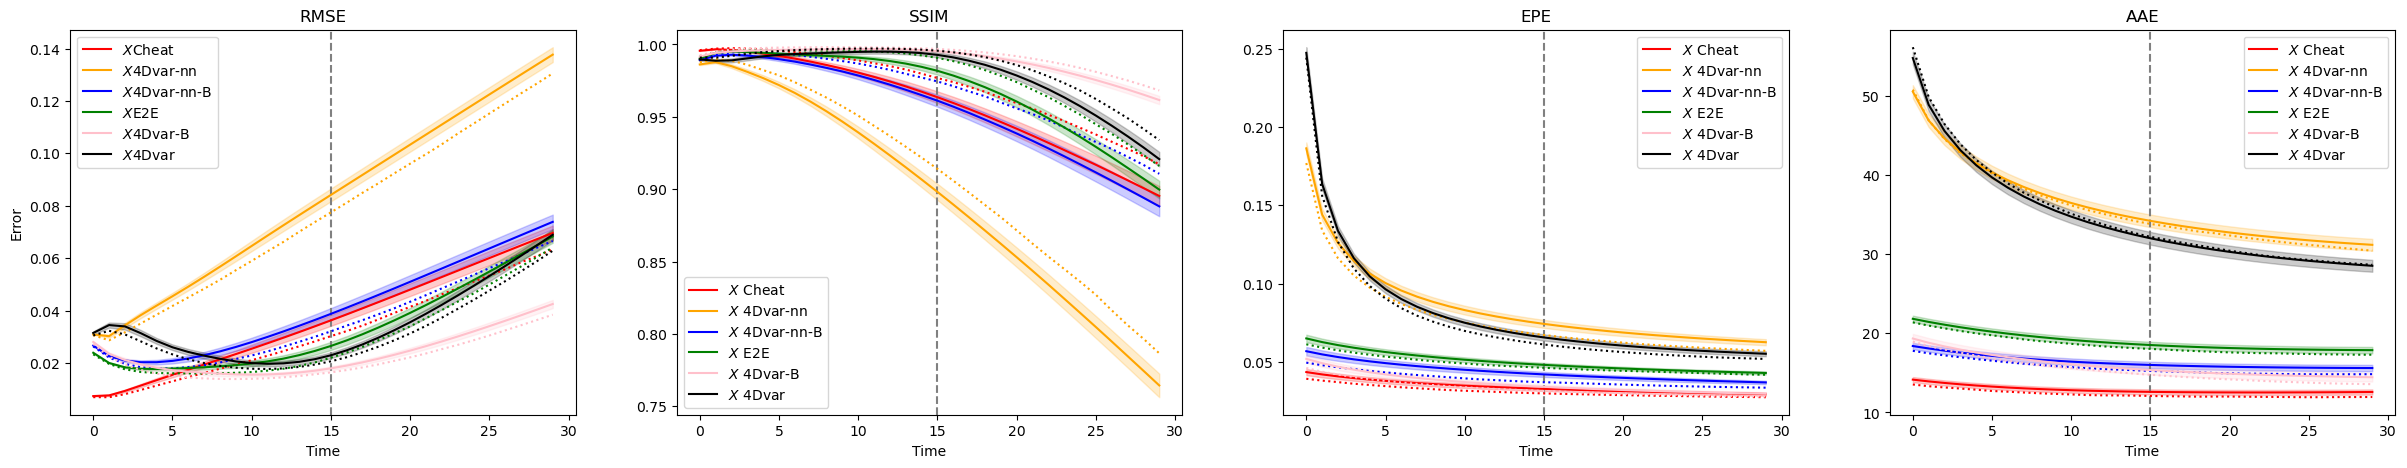 RMSE
0.14
0.12
0.10
0.08
0.06
0.04
0.02
Error
XCheat
X4Dvar-nn
X4Dvar-nn-B
XE2E
X4Dvar-B
X4Dvar
0 5 10 15 20 25 30
Time
SSIM
1.00
0.95
0.90
0.85
0.80
0.75
X Cheat
X 4Dvar-nn
X 4Dvar-nn-B
X E2E
X 4Dvar-B
X 4Dvar
0 5 10 15 20 25 30
Time
EPE
0.25
0.20
0.15
0.10
0.05
X Cheat
X 4Dvar-nn
X 4Dvar-nn-B
X E2E
X 4Dvar-B
X 4Dvar
0 5 10 15 20 25 30
Time
AAE
50
40
30
20
10
X Cheat
X 4Dvar-nn
X 4Dvar-nn-B
X E2E
X 4Dvar-B
X 4Dvar
0 5 10 15 20 25 30
Time